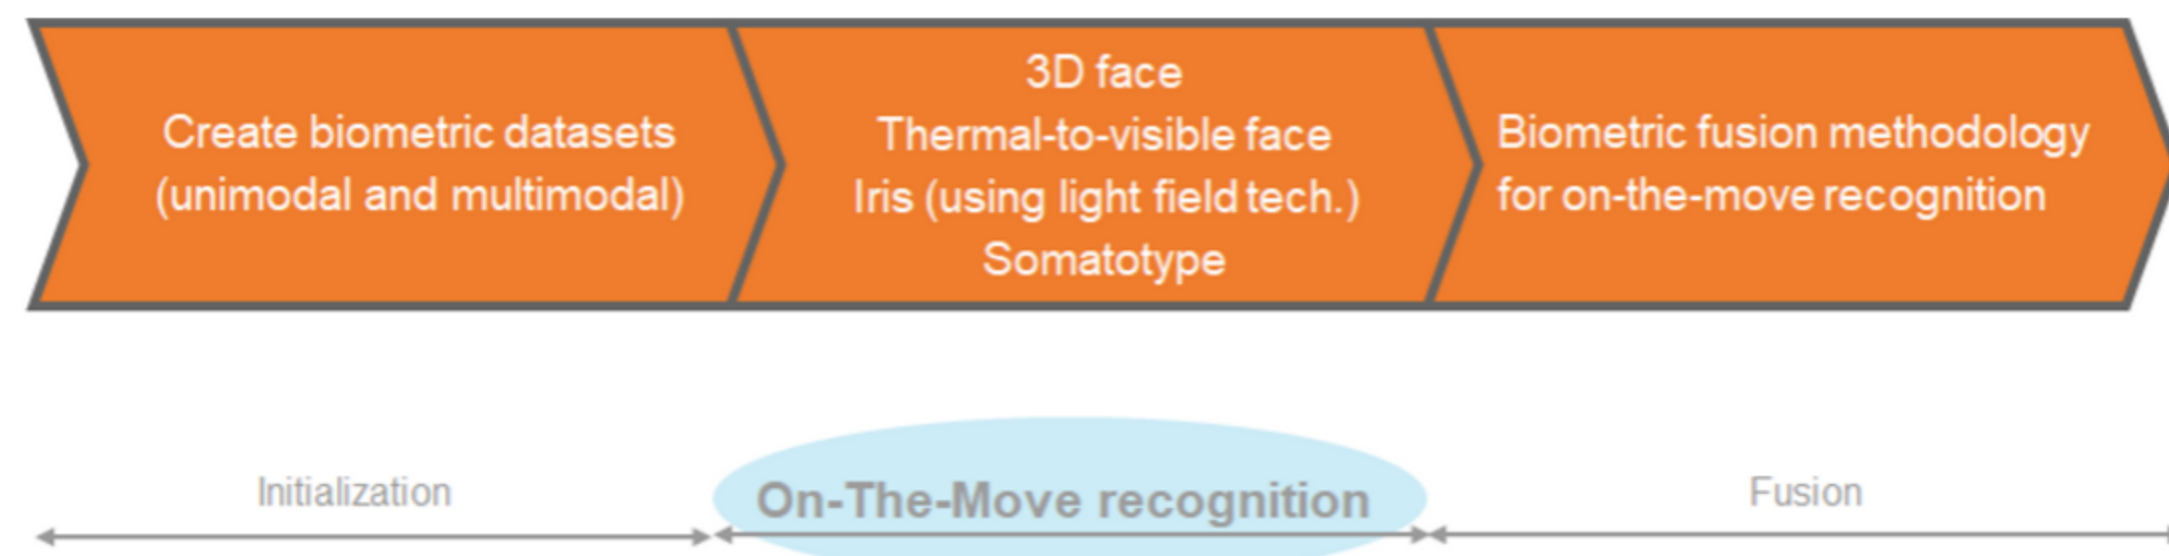 Create biometric datasets
(unimodal and multimodal)
3D face
Thermal-to-visible face
Iris (using light field tech.)
Somatotype
Biometric fusion methodology
for on-the-move recognition
Initialization
On-The-Move recognition
Fusion